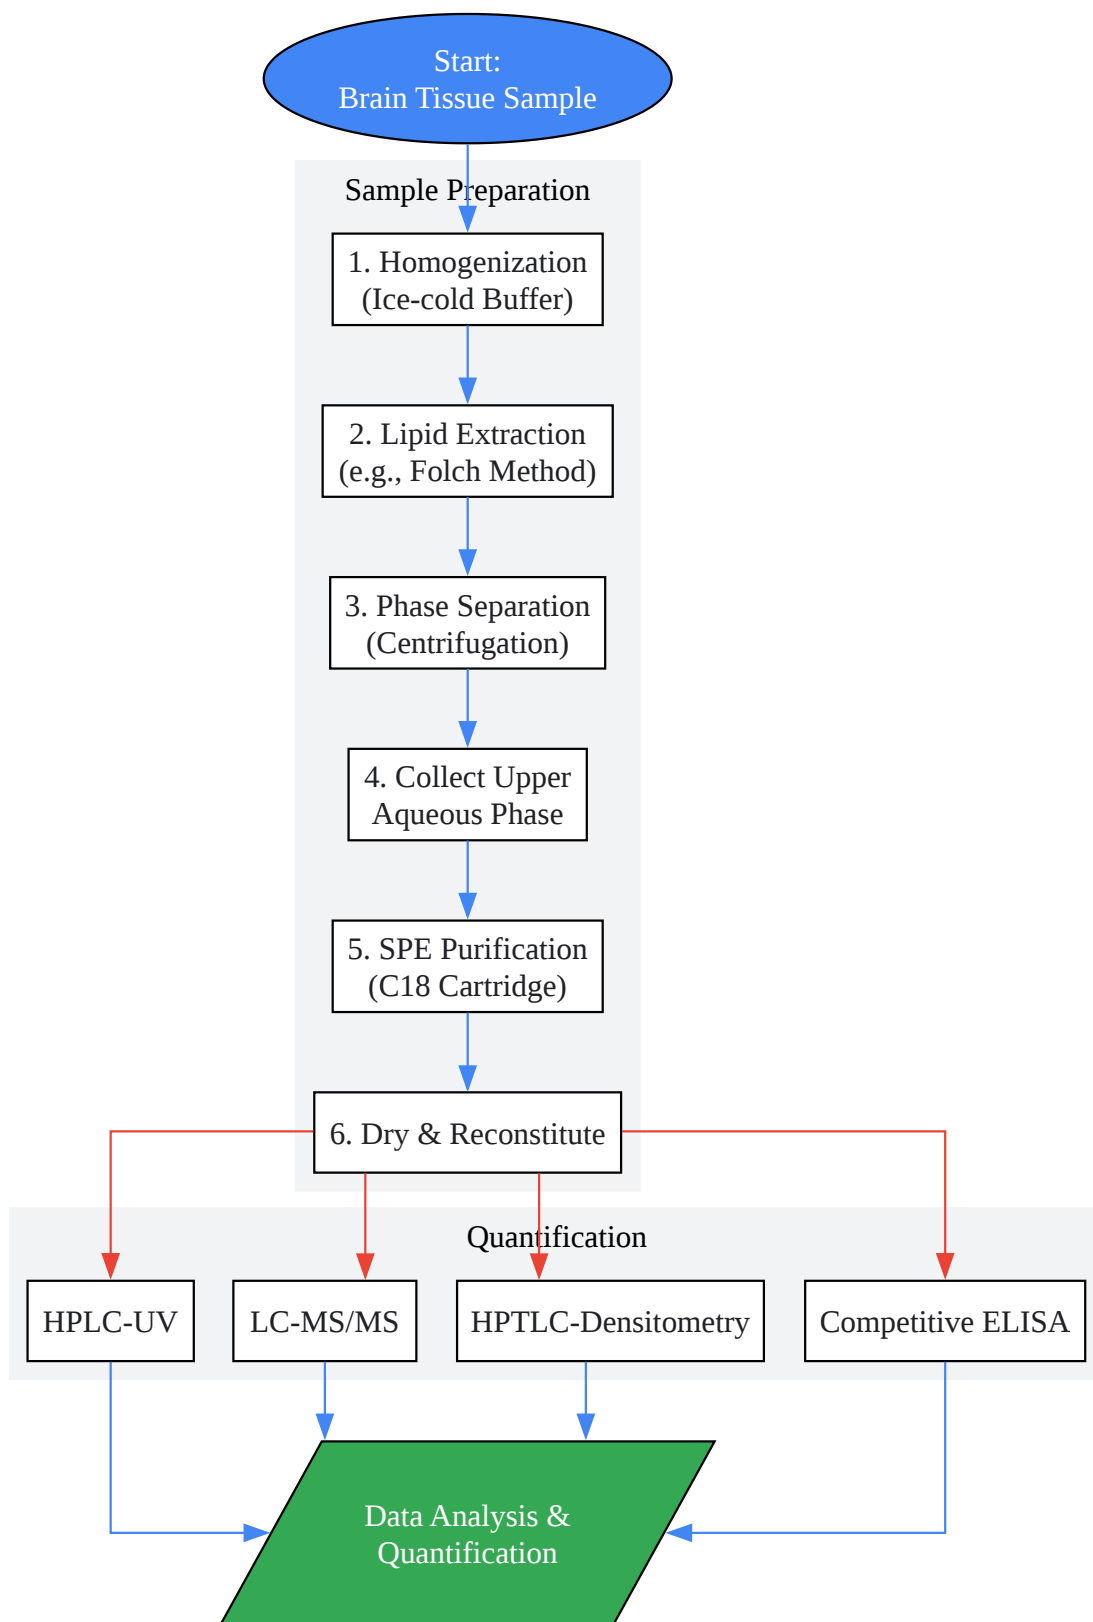 Start:
Brain Tissue Sample
Sample Preparation
1. Homogenization
(Ice-cold Buffer)
2. Lipid Extraction
(e.g., Folch Method)
3. Phase Separation
(Centrifugation)
4. Collect Upper
Aqueous Phase
5. SPE Purification
(C18 Cartridge)
6. Dry & Reconstitute
Quantification
HPLC-UV
LC-MS/MS
HPTLC-Densitometry
Competitive ELISA
Data Analysis &
Quantification